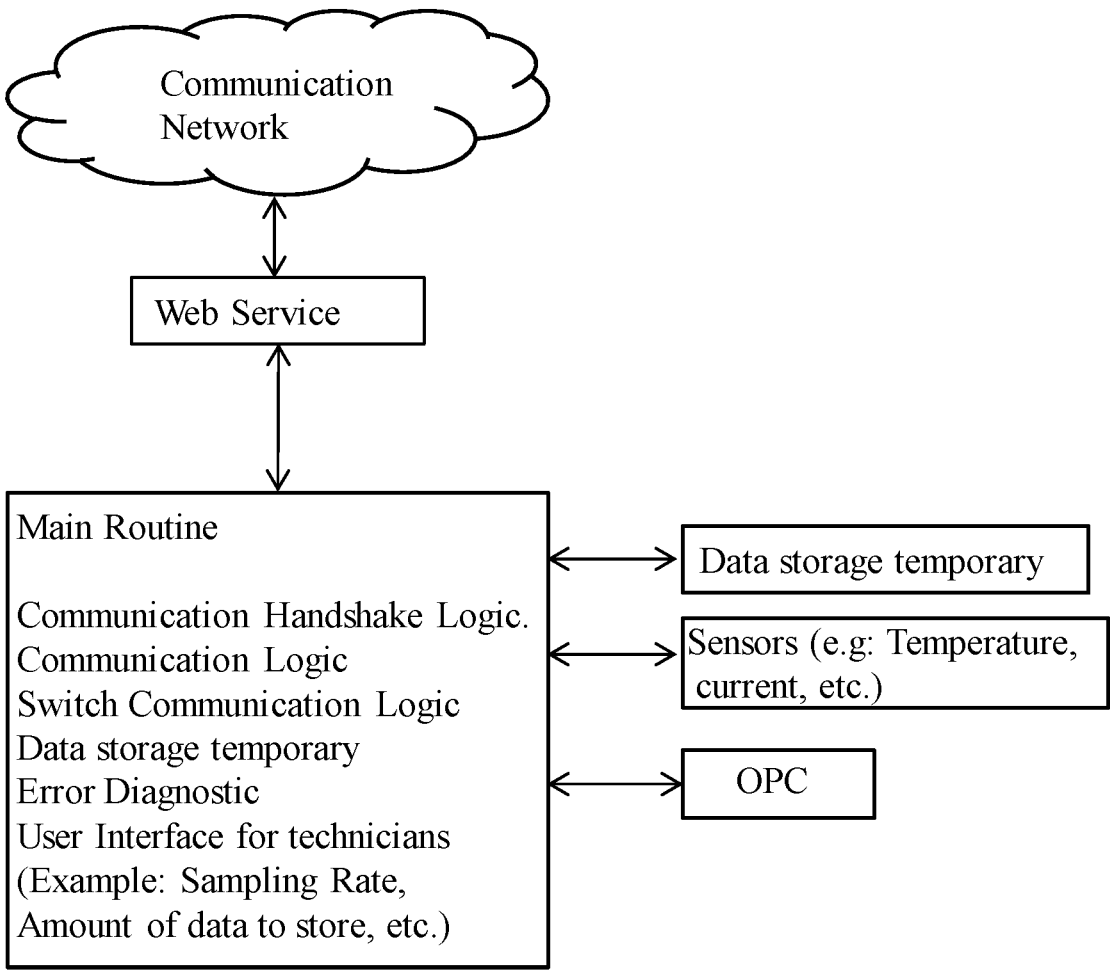 Communication
Network
Web Service
Main Routine
Communication Handshake Logic.
Communication Logic
Switch Communication Logic
Data storage temporary
Error Diagnostic
User Interface for technicians
(Example: Sampling Rate,
Amount of data to store, etc.)
Data storage temporary
Sensors (e.g: Temperature,
current, etc.)
OPC